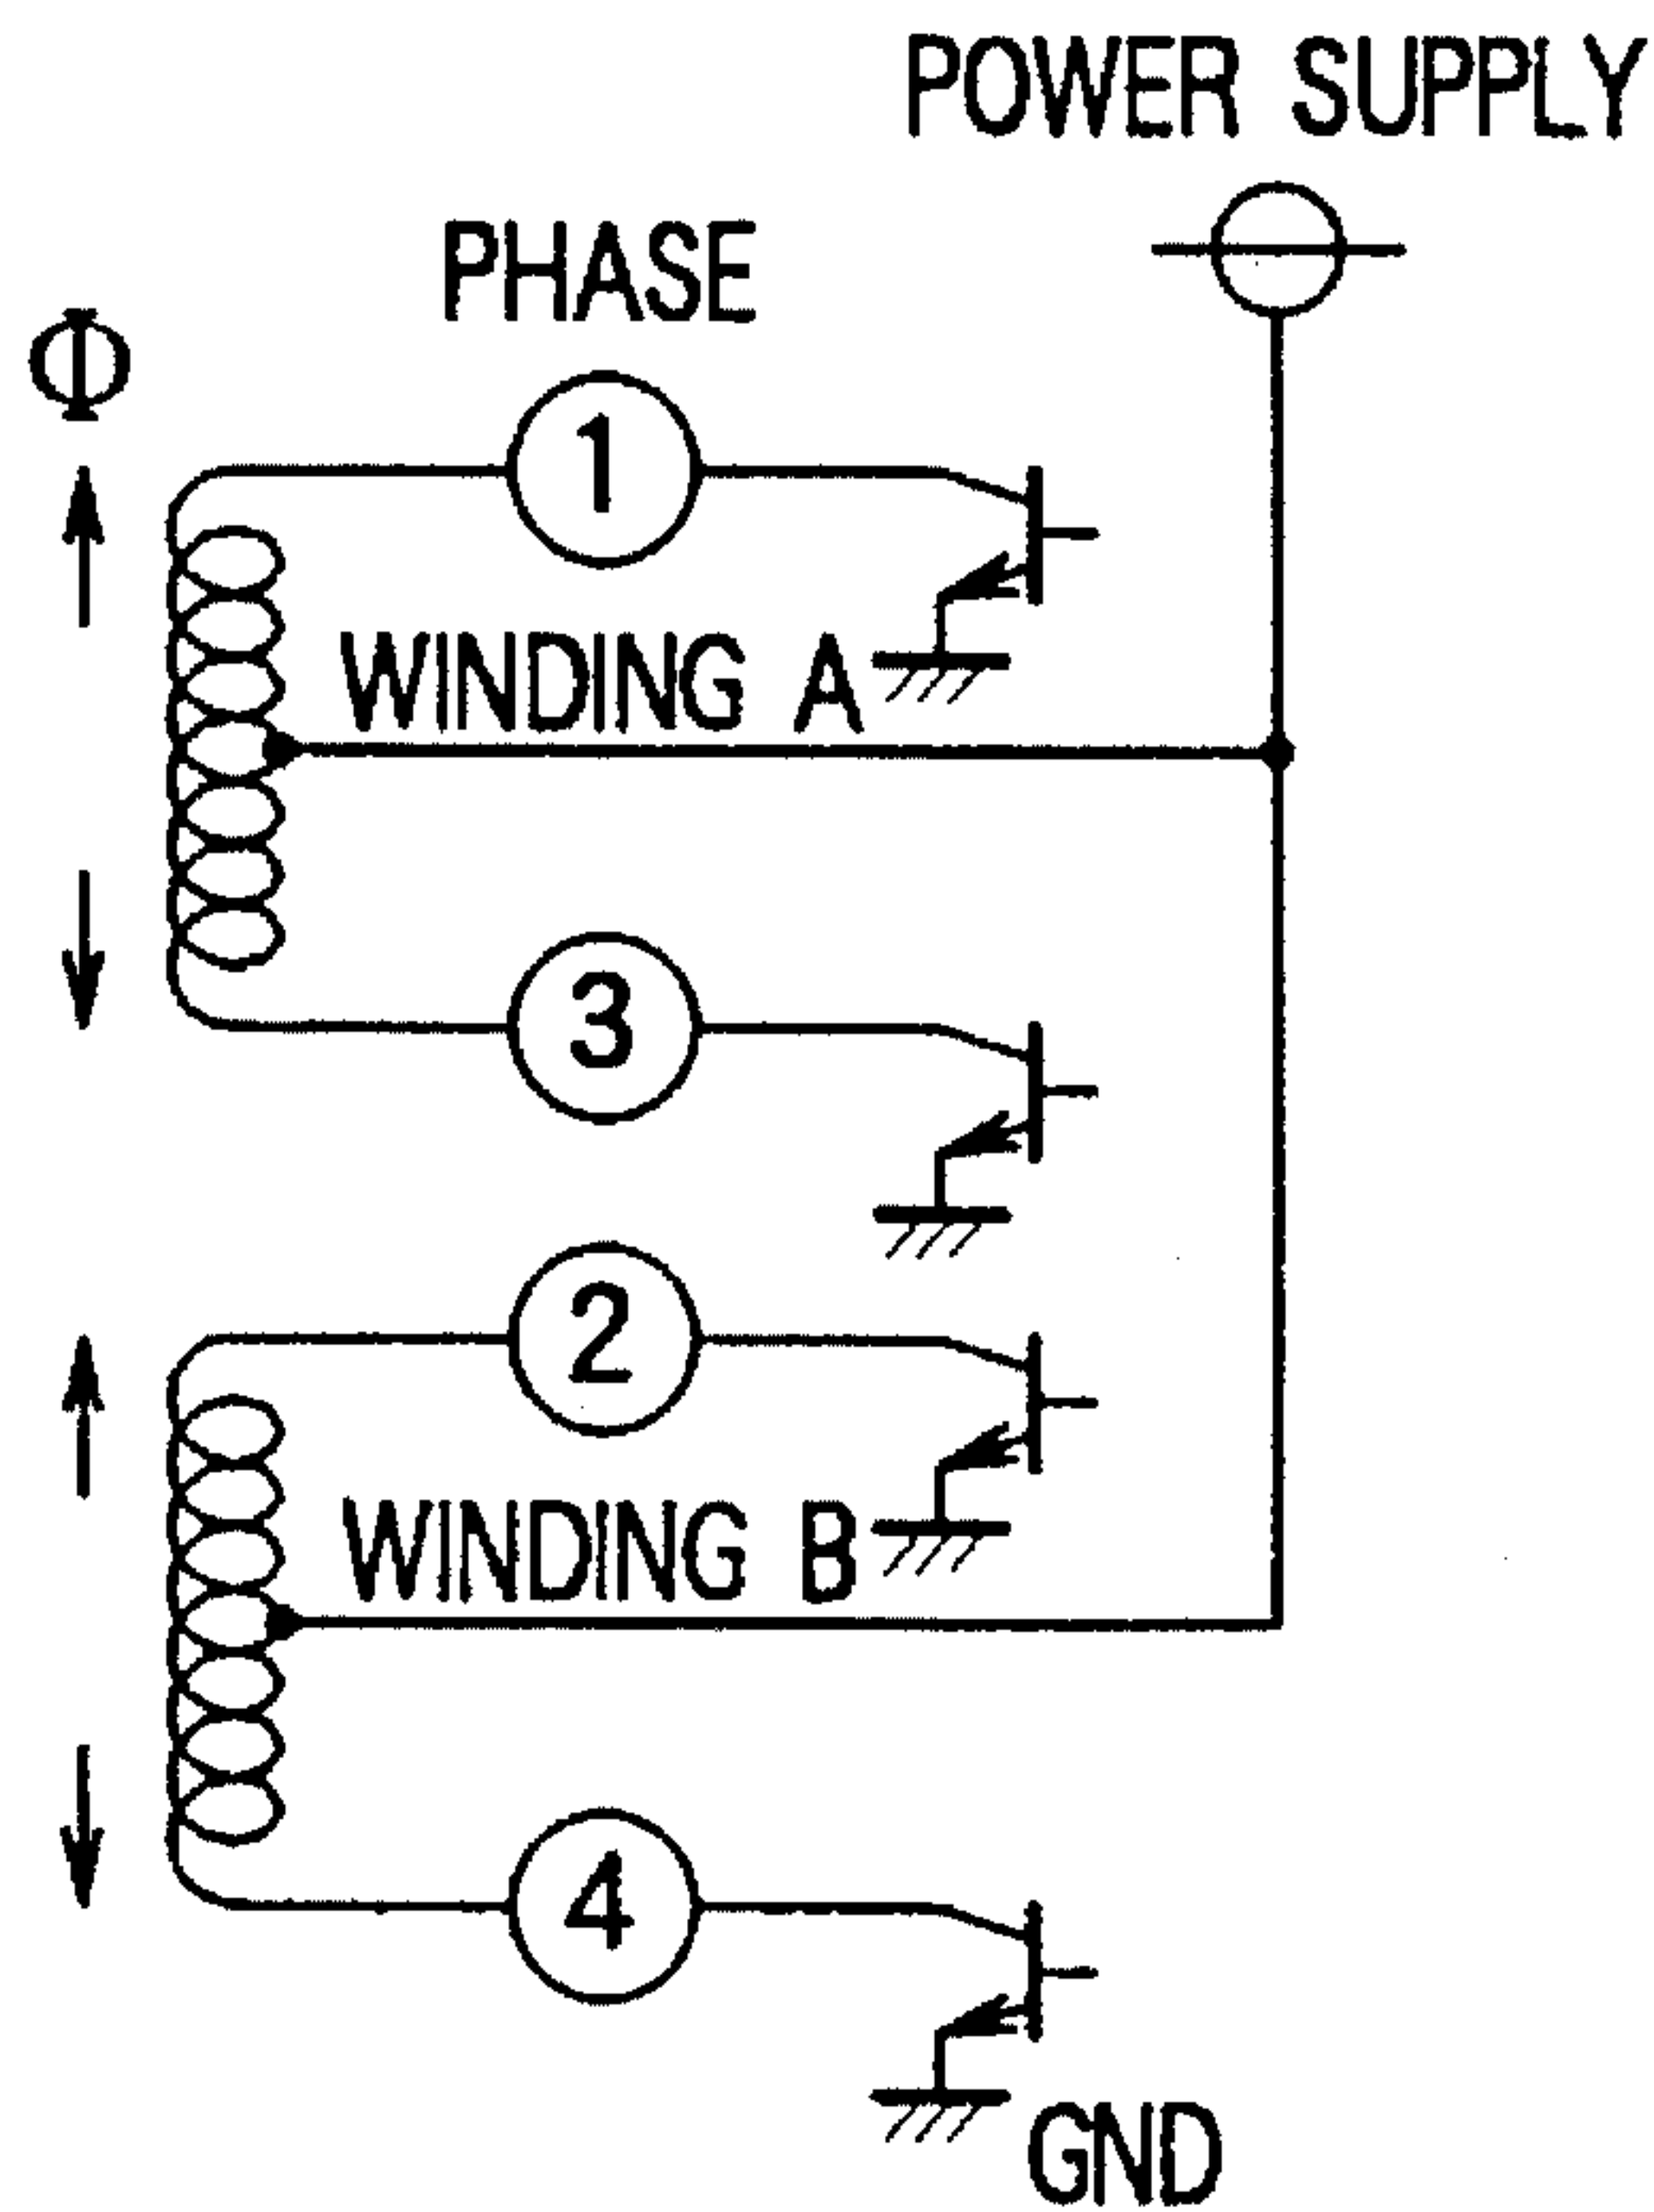 POWER SUPPLY
PHASE
Φ
1
WINDING A
3
2
WINDING B
4
GND